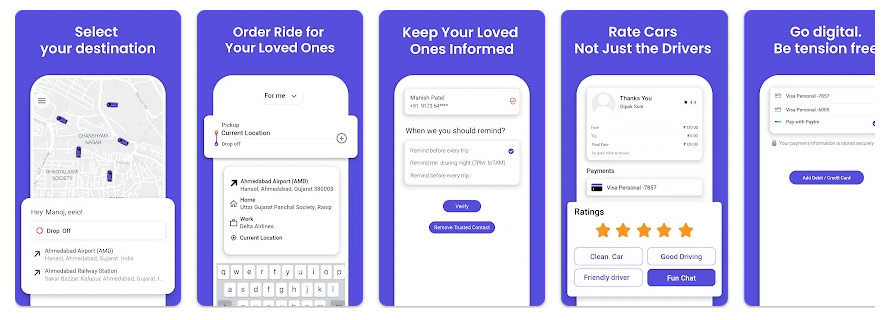 Select
your destination
GHANSHYAM
NAGAR
BHAGYALAXMI
SOCIETY
Hey Manoj, eeio!
Drop Off
Ahmedabad Airport (AMD)
Hansol, Ahmedabad, Gujarat, India
Ahmedabad Railway Station
Sakar Bazzar, Kalupur, Ahmedabad, Gujarat, I...
Order Ride for
Your Loved Ones
For me
Pickup
Current Location
Drop off
Ahmedabad Airport (AMD)
Hansol, Ahmedabad, Gujarat 380003
Home
Uttar Gujarat Panchal Society, Ranip
Work
Delta Airlines
Current Location
q w e r t y u i o p
a s d f g h j k l
z x c v b n m
Keep Your Loved
Ones Informed
Manish Patel
+91 9173 64****
When we you should remind?
Remind before every trip
Remind me druring night (7PM to7AM)
Remind before every trip
Verify
Remove Trusted Contact
Rate Cars
Not Just the Drivers
Thanks You
Dipak Soni
4.9
Fare
₹100.00
Tip
₹0.00
Final Fare
₹100.00
Payments
Visa Personal -7857
Ratings
Clean Car
Good Driving
Friendly driver
Fun Chat
Go digital.
Be tension free
Visa Personal -7857
Visa Personal -6005
Pay with Paytm
Your payment information is stored securely
Add Debit / Credit Card